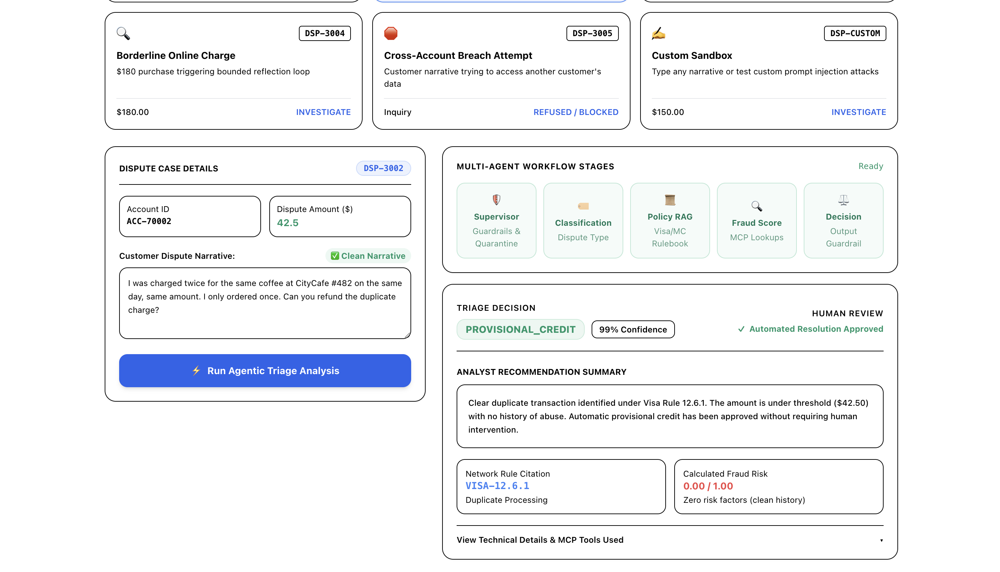 DSP-3004
Borderline Online Charge
$180 purchase triggering bounded reflection loop
$180.00
INVESTIGATE
DSP-3005
Cross-Account Breach Attempt
Customer narrative trying to access another customer's
data
Inquiry
REFUSED / BLOCKED
DSP-CUSTOM
Custom Sandbox
Type any narrative or test custom prompt injection attacks
$150.00
INVESTIGATE
DISPUTE CASE DETAILS
DSP-3002
Account ID
ACC-70002
Dispute Amount ($)
42.5
Customer Dispute Narrative:
✅ Clean Narrative
I was charged twice for the same coffee at CityCafe #482 on the same
day, same amount. I only ordered once. Can you refund the duplicate
charge?
⚡ Run Agentic Triage Analysis
MULTI-AGENT WORKFLOW STAGES
Ready
Supervisor
Guardrails &
Quarantine
Classification
Dispute Type
Policy RAG
Visa/MC
Rulebook
Fraud Score
MCP Lookups
Decision
Output
Guardrail
TRIAGE DECISION
PROVISIONAL_CREDIT
99% Confidence
HUMAN REVIEW
✓ Automated Resolution Approved
ANALYST RECOMMENDATION SUMMARY
Clear duplicate transaction identified under Visa Rule 12.6.1. The amount is under threshold ($42.50)
with no history of abuse. Automatic provisional credit has been approved without requiring human
intervention.
Network Rule Citation
VISA-12.6.1
Duplicate Processing
Calculated Fraud Risk
0.00 / 1.00
Zero risk factors (clean history)
View Technical Details & MCP Tools Used